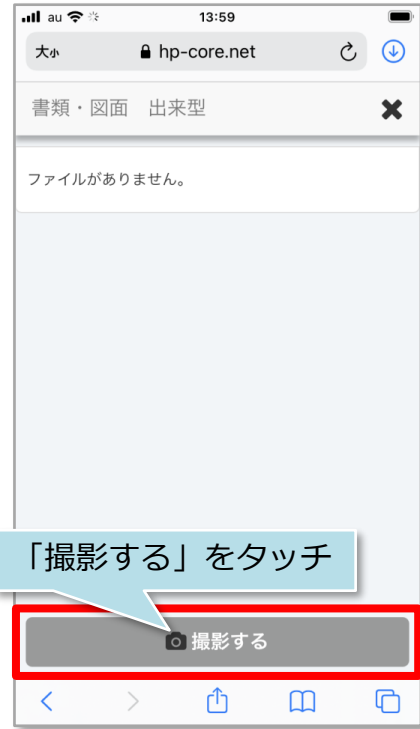 au 13:59
大小 hp-core.net
書類・図面 出来型
ファイルがありません。
「撮影する」をタッチ
撮影する